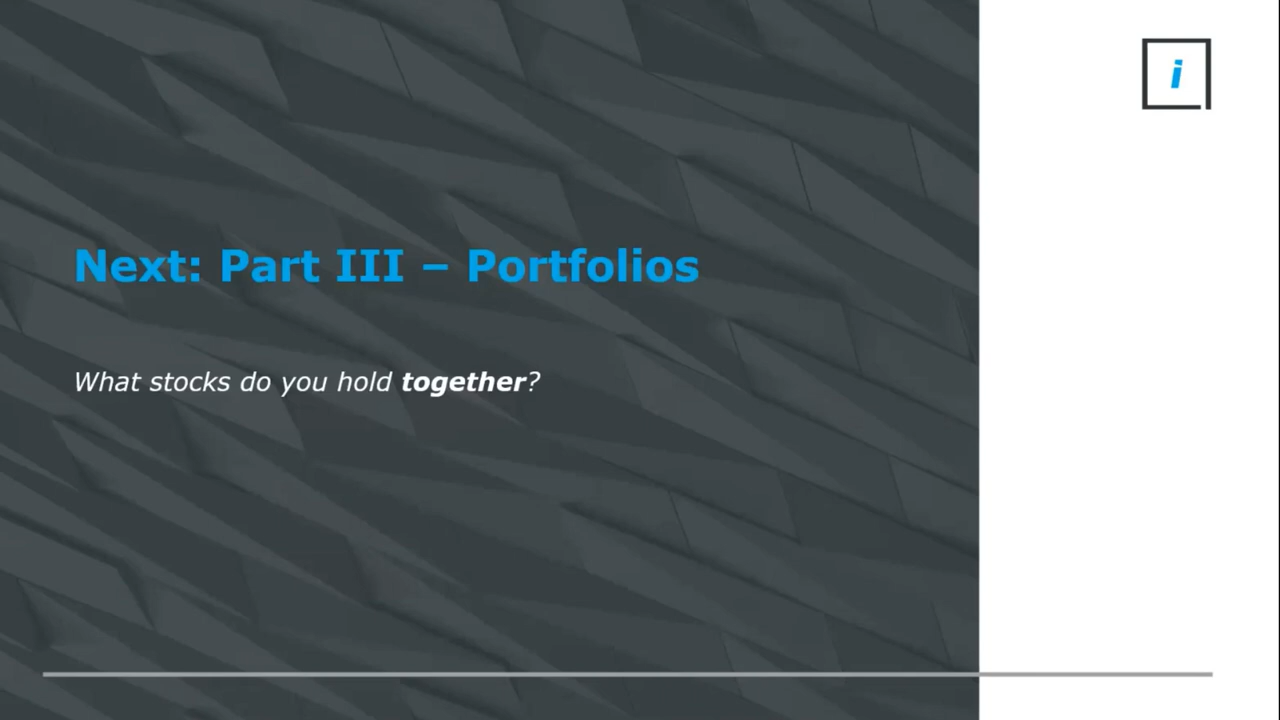 i
Next: Part III – Portfolios
What stocks do you hold together?